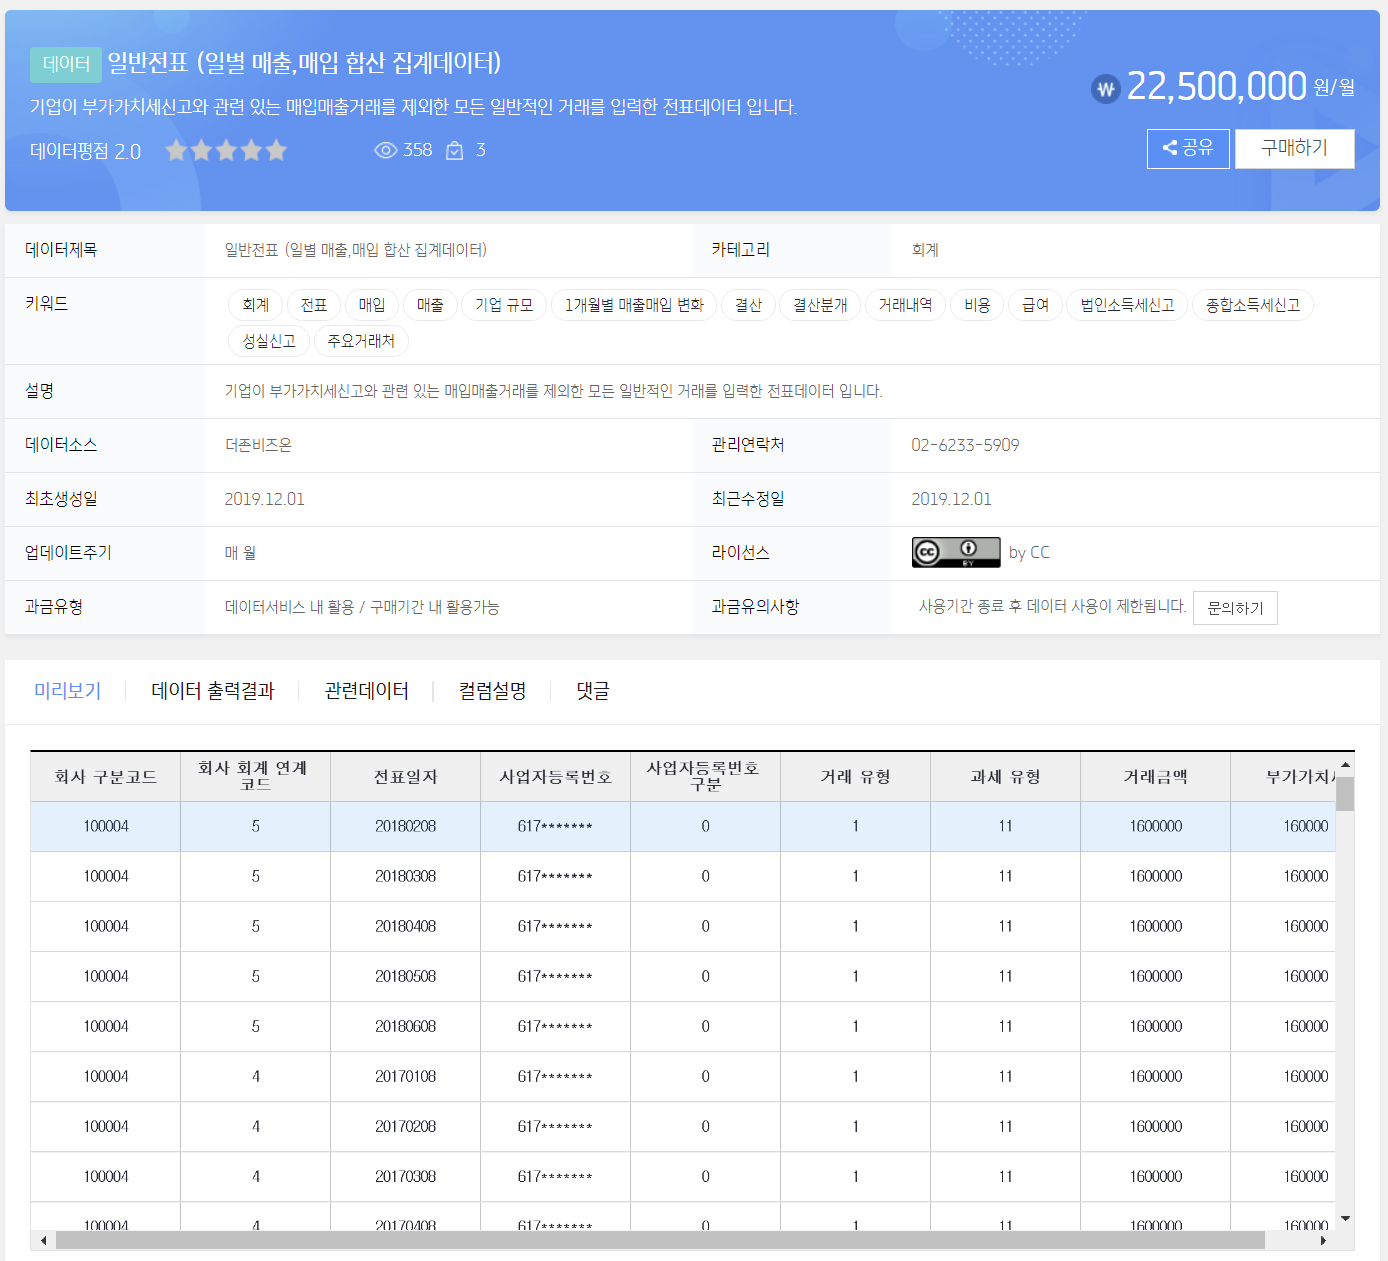 데이터 일반전표 (일별 매출,매입 합산 집계데이터)
기업이 부가가치세신고와 관련 있는 매입매출거래를 제외한 모든 일반적인 거래를 입력한 전표데이터 입니다.
₩ 22,500,000 원/월
데이터평점 2.0 358 3
공유 구매하기
데이터제목 일반전표 (일별 매출,매입 합산 집계데이터) 카테고리 회계
키워드 회계 전표 매입 매출 기업 규모 1개월별 매출매입 변화 결산 결산분개 거래내역 비용 급여 법인소득세신고 종합소득세신고
성실신고 주요거래처
설명 기업이 부가가치세신고와 관련 있는 매입매출거래를 제외한 모든 일반적인 거래를 입력한 전표데이터 입니다.
데이터소스 더존비즈온 관리연락처 02-6233-5909
최초생성일 2019.12.01 최근수정일 2019.12.01
업데이트주기 매 월 라이선스 cc BY by CC
과금유형 데이터서비스 내 활용 / 구매기간 내 활용가능 과금유의사항 사용기간 종료 후 데이터 사용이 제한됩니다. 문의하기
미리보기 데이터 출력결과 관련데이터 컬럼설명 댓글
회사 구분코드 회사 회계 연계 코드 전표일자 사업자등록번호 사업자등록번호 구분 거래 유형 과세 유형 거래금액 부가가치
100004 5 20180208 617******* 0 1 11 1600000 160000
100004 5 20180308 617******* 0 1 11 1600000 160000
100004 5 20180408 617******* 0 1 11 1600000 160000
100004 5 20180508 617******* 0 1 11 1600000 160000
100004 5 20180608 617******* 0 1 11 1600000 160000
100004 4 20170108 617******* 0 1 11 1600000 160000
100004 4 20170208 617******* 0 1 11 1600000 160000
100004 4 20170308 617******* 0 1 11 1600000 160000
100004 4 20170408 617******* 0 1 11 1600000 160000